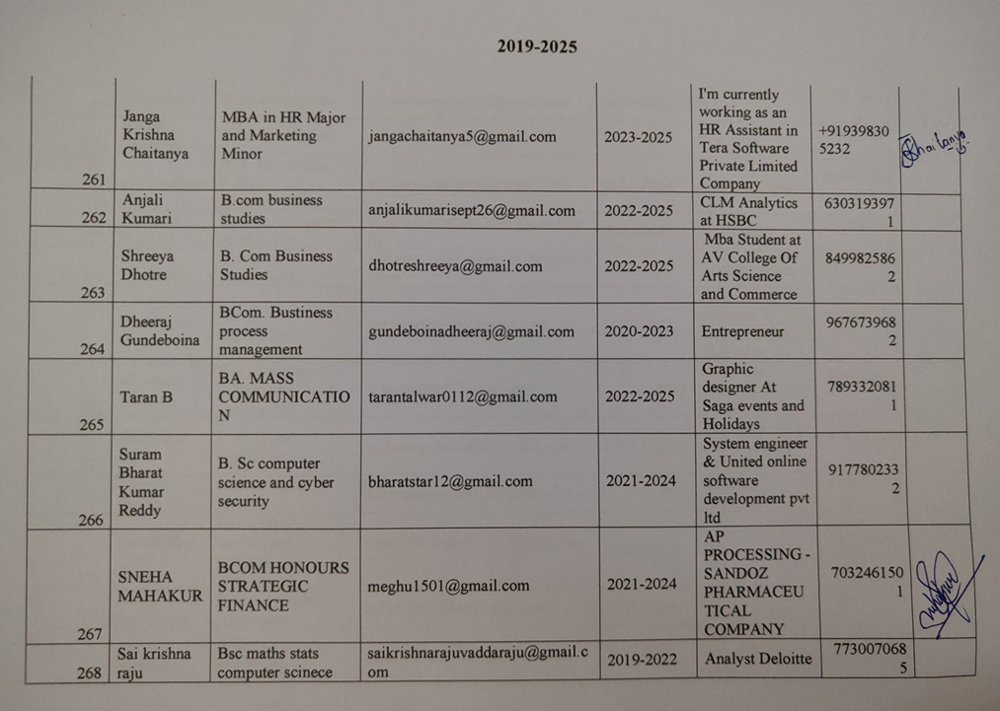 2019-2025
261
Janga
Krishna
Chaitanya
MBA in HR Major
and Marketing
Minor
jangachaitanya5@gmail.com
2023-2025
I'm currently
working as an
HR Assistant in
Tera Software
Private Limited
Company
+91939830
5232
Chaitanya
262
Anjali
Kumari
B.com business
studies
anjalikumarisept26@gmail.com
2022-2025
CLM Analytics
at HSBC
630319397
1
263
Shreeya
Dhotre
B. Com Business
Studies
dhotreshreeya@gmail.com
2022-2025
Mba Student at
AV College Of
Arts Science
and Commerce
849982586
2
264
Dheeraj
Gundeboina
BCom. Bustiness
process
management
gundeboinadheeraj@gmail.com
2020-2023
Entrepreneur
967673968
2
265
Taran B
BA. MASS
COMMUNICATIO
N
tarantalwar0112@gmail.com
2022-2025
Graphic
designer At
Saga events and
Holidays
789332081
1
266
Suram
Bharat
Kumar
Reddy
B. Sc computer
science and cyber
security
bharatstar12@gmail.com
2021-2024
System engineer
& United online
software
development pvt
ltd
917780233
2
267
SNEHA
MAHAKUR
BCOM HONOURS
STRATEGIC
FINANCE
meghu1501@gmail.com
2021-2024
AP
PROCESSING -
SANDOZ
PHARMACEU
TICAL
COMPANY
703246150
1
268
Sai krishna
raju
Bsc maths stats
computer scinece
saikrishnarajuvaddaraju@gmail.c
om
2019-2022
Analyst Deloitte
773007068
5